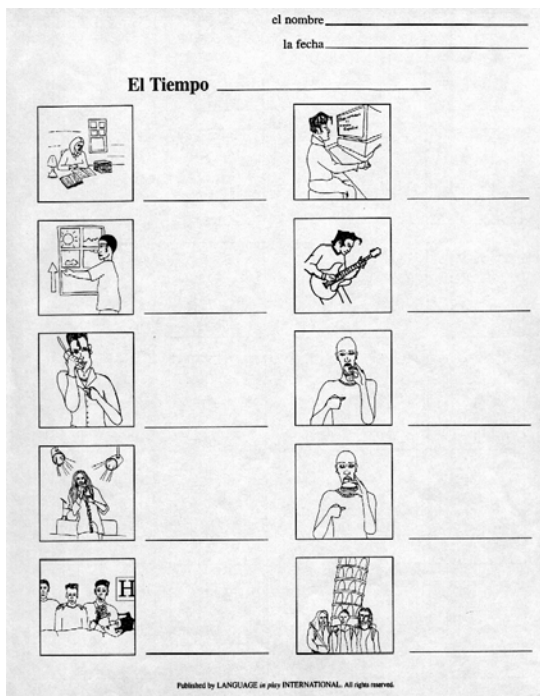 el nombre
la fecha
El Tiempo
H
Published by LANGUAGE in play INTERNATIONAL. All rights reserved.